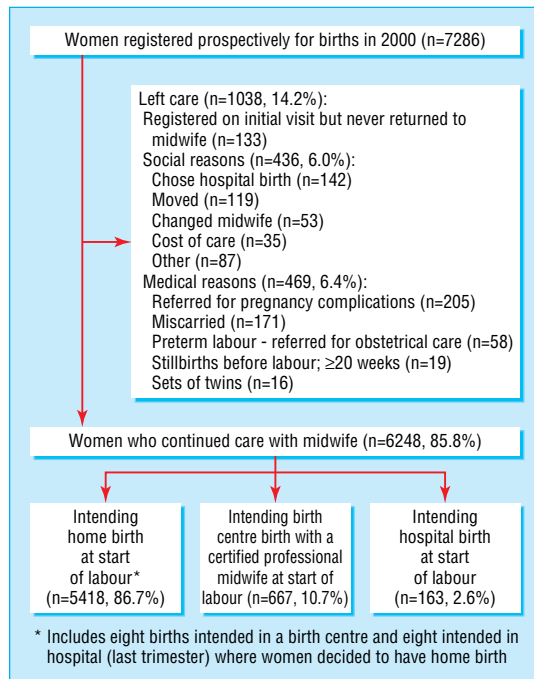 Women registered prospectively for births in 2000 (n=7286)
Left care (n=1038, 14.2%):
Registered on initial visit but never returned to
midwife (n=133)
Social reasons (n=436, 6.0%):
Chose hospital birth (n=142)
Moved (n=119)
Changed midwife (n=53)
Cost of care (n=35)
Other (n=87)
Medical reasons (n=469, 6.4%):
Referred for pregnancy complications (n=205)
Miscarried (n=171)
Preterm labour - referred for obstetrical care (n=58)
Stillbirths before labour; ≥20 weeks (n=19)
Sets of twins (n=16)
Women who continued care with midwife (n=6248, 85.8%)
Intending
home birth
at start
of labour*
(n=5418, 86.7%)
Intending birth
centre birth with a
certified professional
midwife at start of
labour (n=667, 10.7%)
Intending
hospital birth
at start
of labour
(n=163, 2.6%)
* Includes eight births intended in a birth centre and eight intended in
hospital (last trimester) where women decided to have home birth